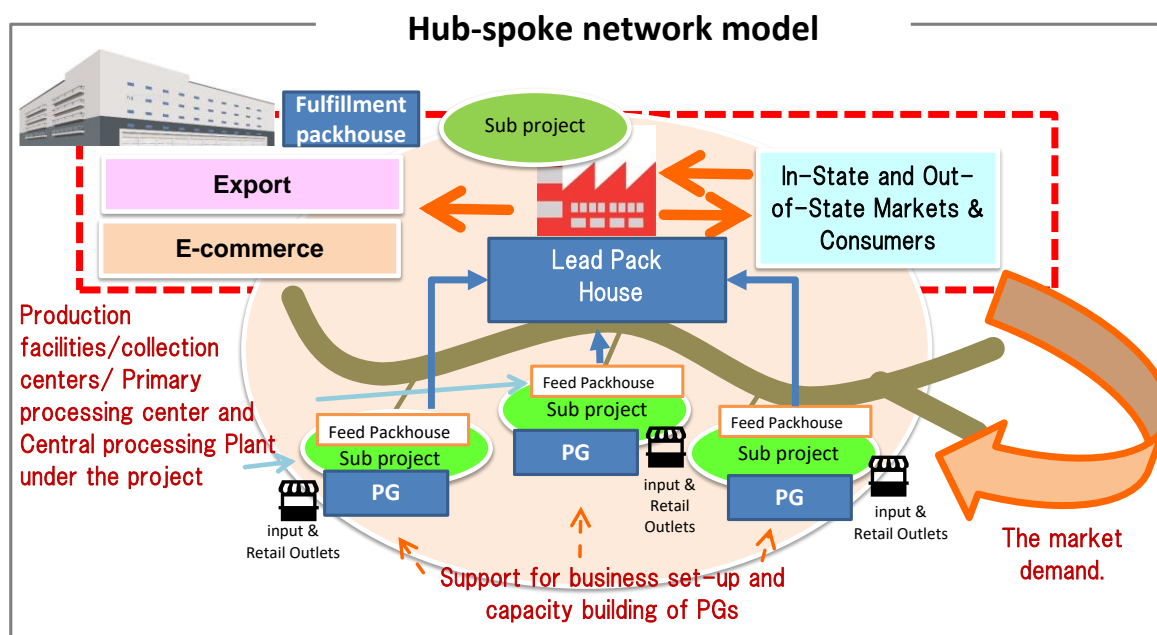 Hub-spoke network model
Fulfillment
packhouse
Sub project
Export
E-commerce
In-State and Out-
of-State Markets &
Consumers
Lead Pack
House
Production
facilities/collection
centers/ Primary
processing center and
Central processing Plant
under the project
Feed Packhouse
Sub project
PG
input &
Retail Outlets
Feed Packhouse
Sub project
PG
input &
Retail
Outlets
Feed Packhouse
Sub project
PG
input &
Retail Outlets
The market
demand.
Support for business set-up and
capacity building of PGs